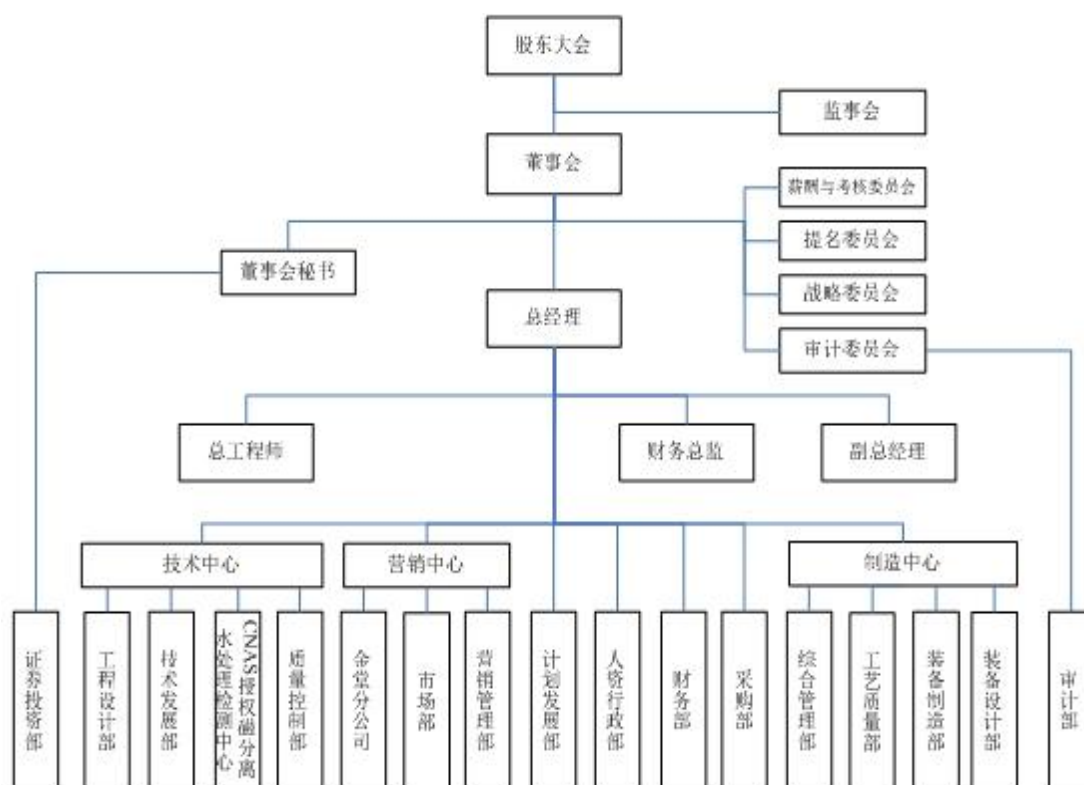 股东大会
监事会
董事会
薪酬与考核委员会
提名委员会
董事会秘书
战略委员会
总经理
审计委员会
总工程师
财务总监
副总经理
技术中心
营销中心
制造中心
证券投资部
工程设计部
技术发展部
CNAS授权磁分离
水处理检测中心
质量控制部
金堂分公司
市场部
营销管理部
计划发展部
人资行政部
财务部
采购部
综合管理部
工艺质量部
装备制造部
装备设计部
审计部